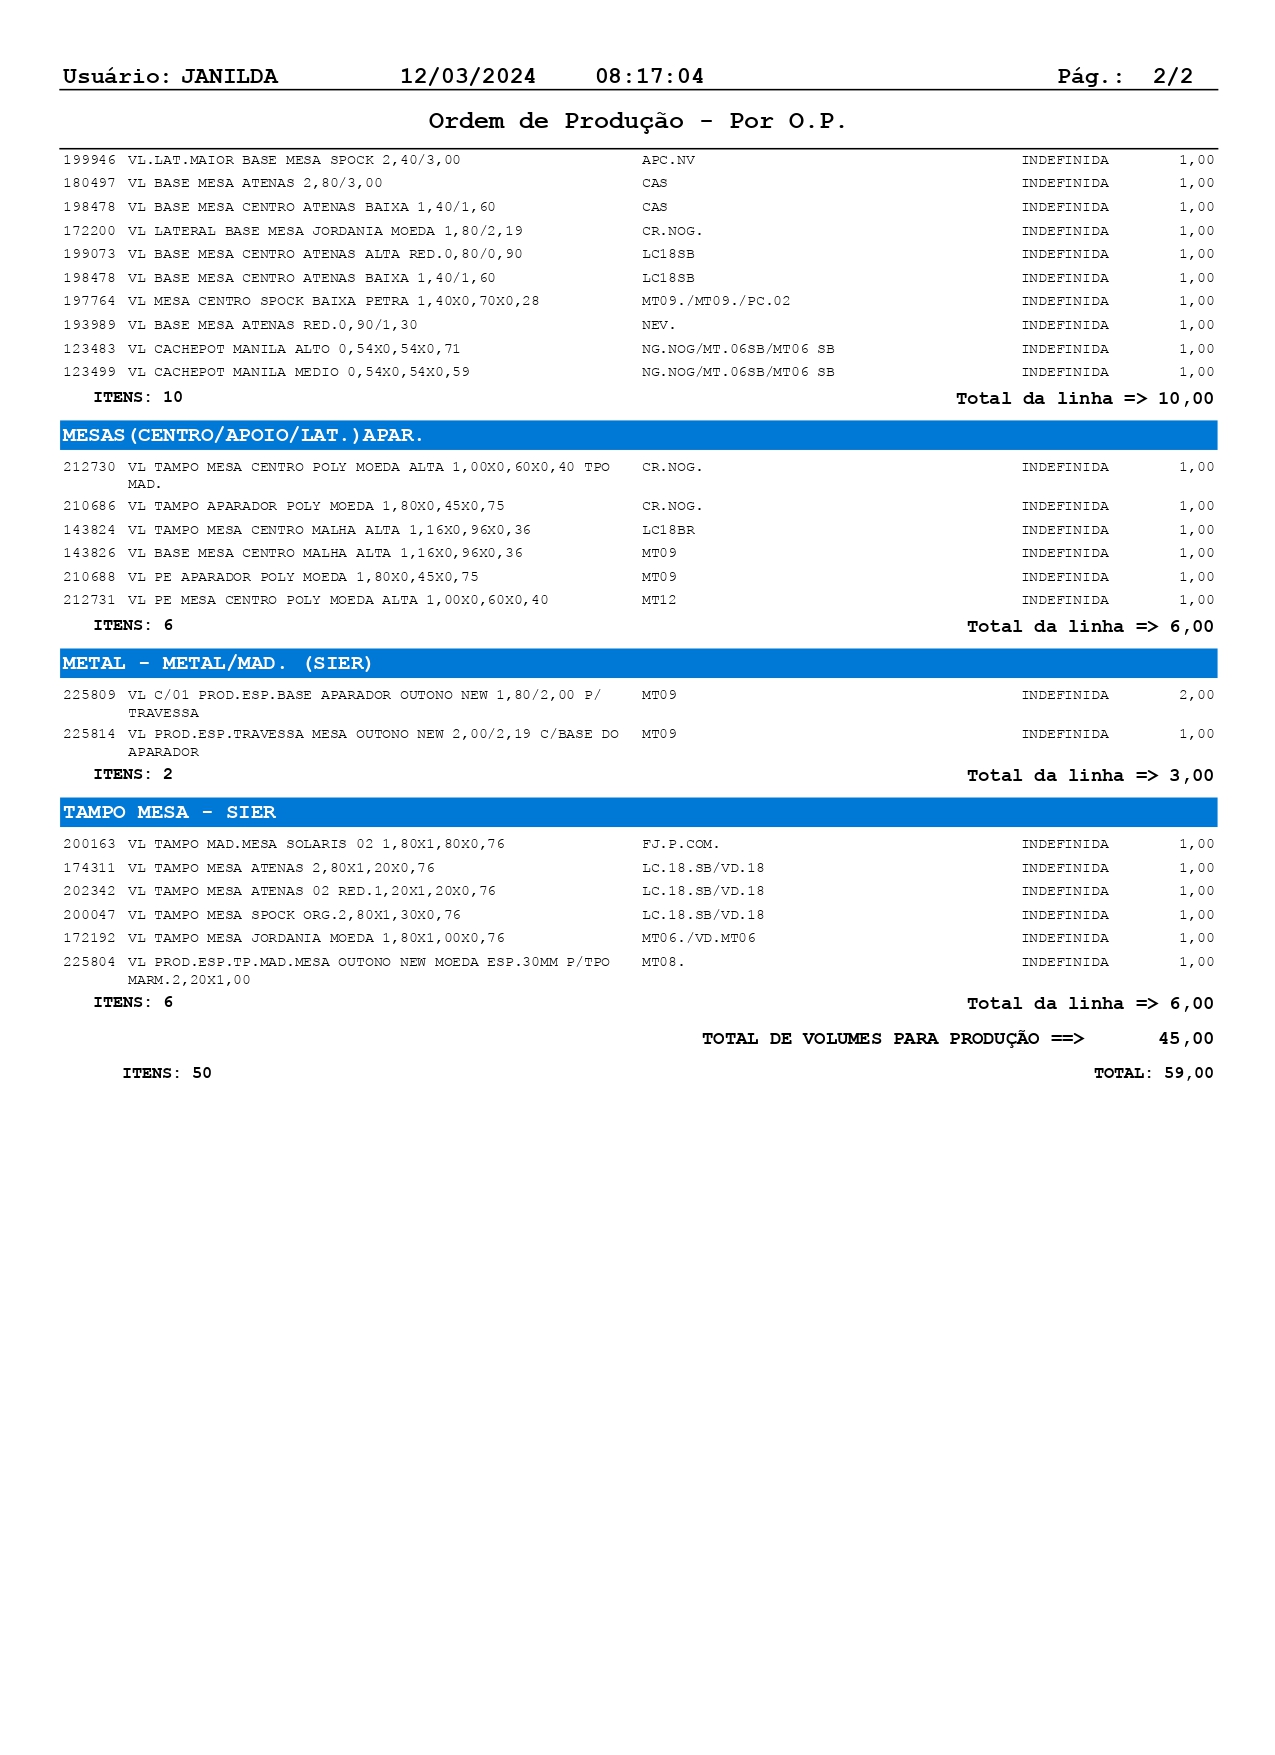 Usuário: JANILDA 12/03/2024 08:17:04 Pág.: 2/2
Ordem de Produção - Por O.P.
199946 VL.LAT.MAIOR BASE MESA SPOCK 2,40/3,00 APC.NV INDEFINIDA 1,00
180497 VL BASE MESA ATENAS 2,80/3,00 CAS INDEFINIDA 1,00
198478 VL BASE MESA CENTRO ATENAS BAIXA 1,40/1,60 CAS INDEFINIDA 1,00
172200 VL LATERAL BASE MESA JORDANIA MOEDA 1,80/2,19 CR.NOG. INDEFINIDA 1,00
199073 VL BASE MESA CENTRO ATENAS ALTA RED.0,80/0,90 LC18SB INDEFINIDA 1,00
198478 VL BASE MESA CENTRO ATENAS BAIXA 1,40/1,60 LC18SB INDEFINIDA 1,00
197764 VL MESA CENTRO SPOCK BAIXA PETRA 1,40X0,70X0,28 MT09./MT09./PC.02 INDEFINIDA 1,00
193989 VL BASE MESA ATENAS RED.0,90/1,30 NEV. INDEFINIDA 1,00
123483 VL CACHEPOT MANILA ALTO 0,54X0,54X0,71 NG.NOG/MT.06SB/MT06 SB INDEFINIDA 1,00
123499 VL CACHEPOT MANILA MEDIO 0,54X0,54X0,59 NG.NOG/MT.06SB/MT06 SB INDEFINIDA 1,00
ITENS: 10 Total da linha => 10,00
MESAS(CENTRO/APOIO/LAT.)APAR.
212730 VL TAMPO MESA CENTRO POLY MOEDA ALTA 1,00X0,60X0,40 TPO CR.NOG. INDEFINIDA 1,00
MAD.
210686 VL TAMPO APARADOR POLY MOEDA 1,80X0,45X0,75 CR.NOG. INDEFINIDA 1,00
143824 VL TAMPO MESA CENTRO MALHA ALTA 1,16X0,96X0,36 LC18BR INDEFINIDA 1,00
143826 VL BASE MESA CENTRO MALHA ALTA 1,16X0,96X0,36 MT09 INDEFINIDA 1,00
210688 VL PE APARADOR POLY MOEDA 1,80X0,45X0,75 MT09 INDEFINIDA 1,00
212731 VL PE MESA CENTRO POLY MOEDA ALTA 1,00X0,60X0,40 MT12 INDEFINIDA 1,00
ITENS: 6 Total da linha => 6,00
METAL - METAL/MAD. (SIER)
225809 VL C/01 PROD.ESP.BASE APARADOR OUTONO NEW 1,80/2,00 P/ MT09 INDEFINIDA 2,00
TRAVESSA
225814 VL PROD.ESP.TRAVESSA MESA OUTONO NEW 2,00/2,19 C/BASE DO MT09 INDEFINIDA 1,00
APARADOR
ITENS: 2 Total da linha => 3,00
TAMPO MESA - SIER
200163 VL TAMPO MAD.MESA SOLARIS 02 1,80X1,80X0,76 FJ.P.COM. INDEFINIDA 1,00
174311 VL TAMPO MESA ATENAS 2,80X1,20X0,76 LC.18.SB/VD.18 INDEFINIDA 1,00
202342 VL TAMPO MESA ATENAS 02 RED.1,20X1,20X0,76 LC.18.SB/VD.18 INDEFINIDA 1,00
200047 VL TAMPO MESA SPOCK ORG.2,80X1,30X0,76 LC.18.SB/VD.18 INDEFINIDA 1,00
172192 VL TAMPO MESA JORDANIA MOEDA 1,80X1,00X0,76 MT06./VD.MT06 INDEFINIDA 1,00
225804 VL PROD.ESP.TP.MAD.MESA OUTONO NEW MOEDA ESP.30MM P/TPO MT08. INDEFINIDA 1,00
MARM.2,20X1,00
ITENS: 6 Total da linha => 6,00
TOTAL DE VOLUMES PARA PRODUÇÃO ==> 45,00
ITENS: 50 TOTAL: 59,00